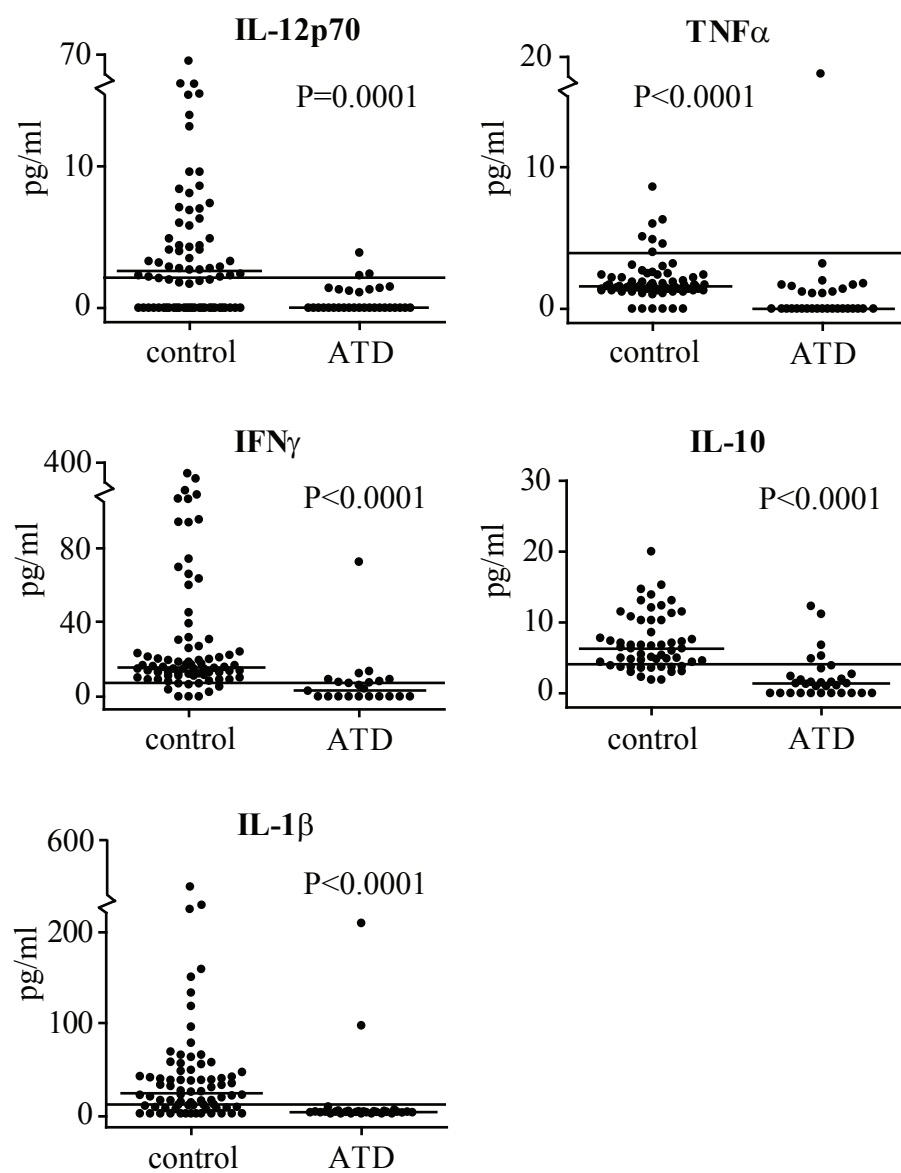 IL-12p70
70
P=0.0001
10
pg/ml
0
control
ATD
TNFα
20
P<0.0001
10
pg/ml
0
control
ATD
IFNγ
400
P<0.0001
80
pg/ml
40
0
control
ATD
IL-10
30
P<0.0001
20
pg/ml
10
0
control
ATD
IL-1β
600
P<0.0001
200
pg/ml
100
0
control
ATD